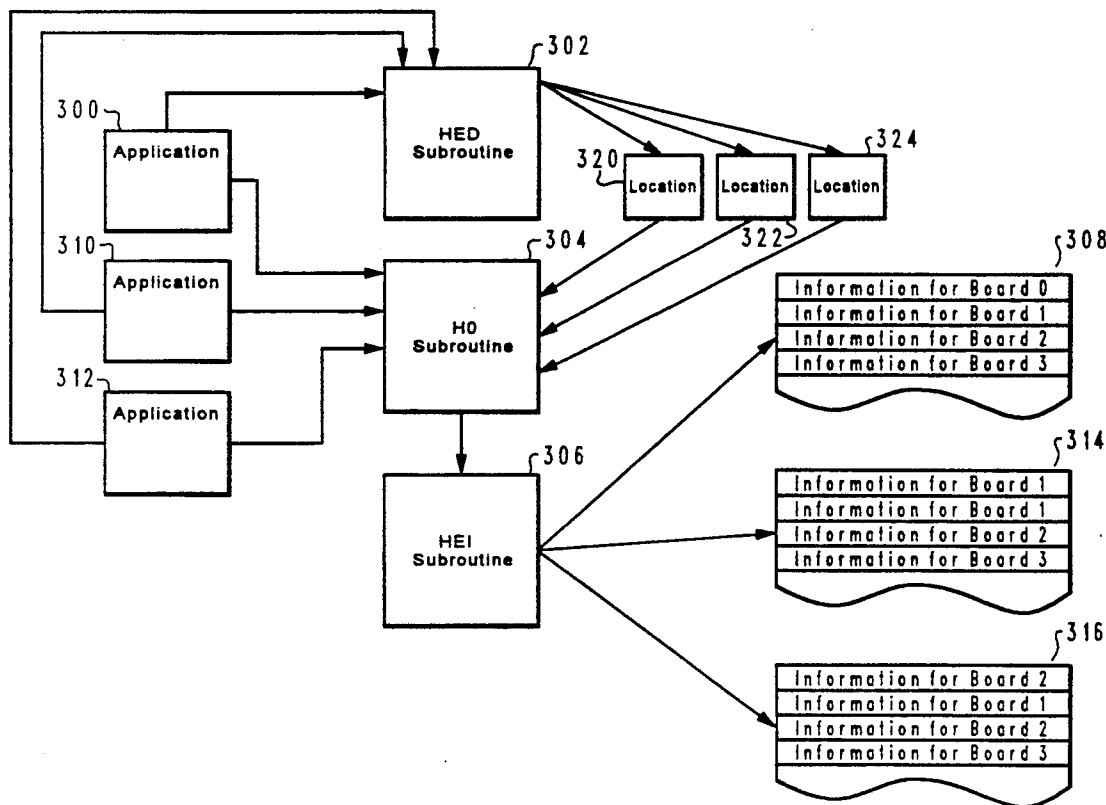 302
300
Application
HED
Subroutine
324
320
Location
Location
Location
322
310
Application
304
H0
Subroutine
308
Information for Board 0
Information for Board 1
Information for Board 2
Information for Board 3
312
Application
306
HEI
Subroutine
314
Information for Board 1
Information for Board 1
Information for Board 2
Information for Board 3
316
Information for Board 2
Information for Board 1
Information for Board 2
Information for Board 3